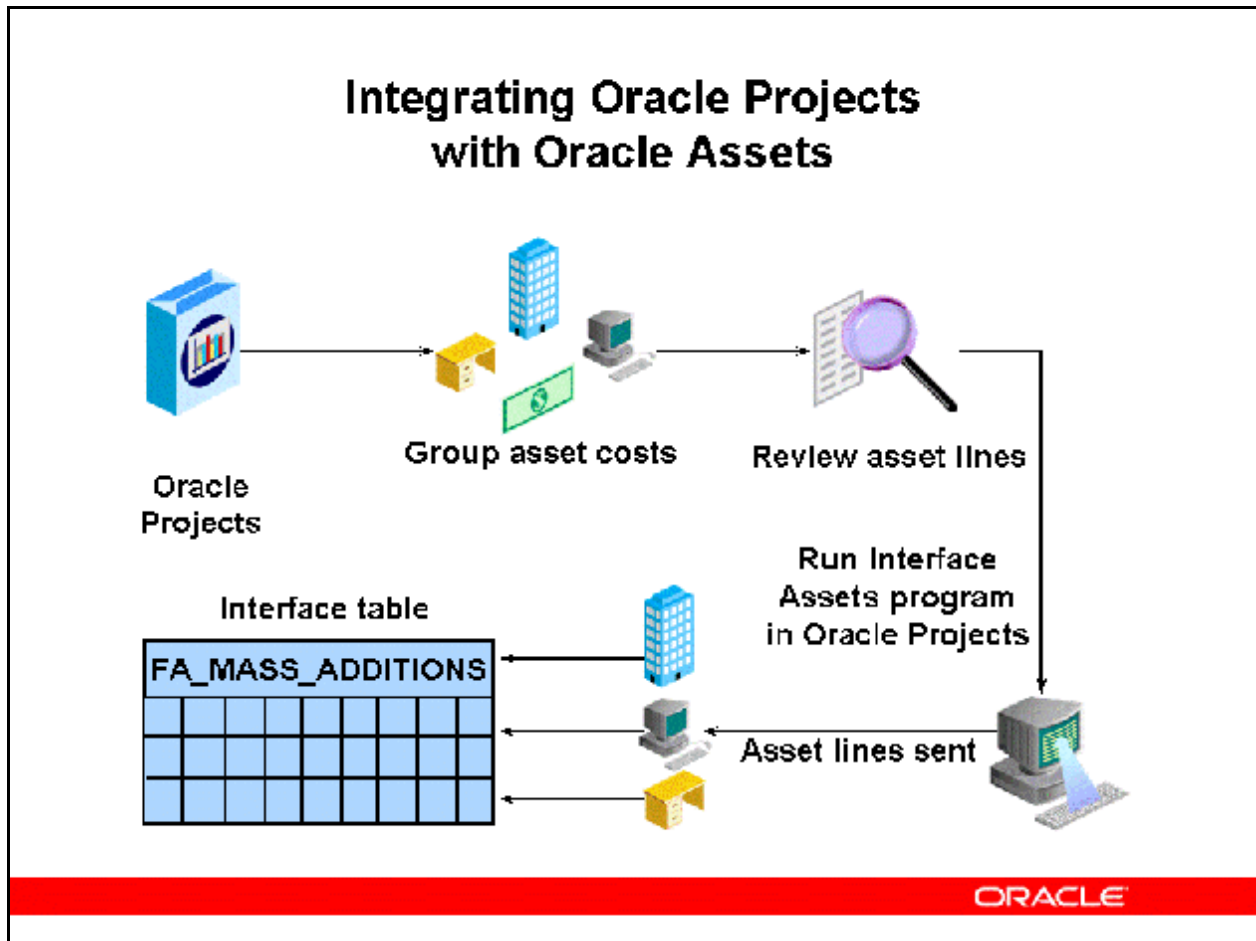 Integrating Oracle Projects
with Oracle Assets
Oracle
Projects
Group asset costs
Review asset lines
Run Interface
Assets program
in Oracle Projects
Interface table
FA_MASS_ADDITIONS
Asset lines sent
ORACLE